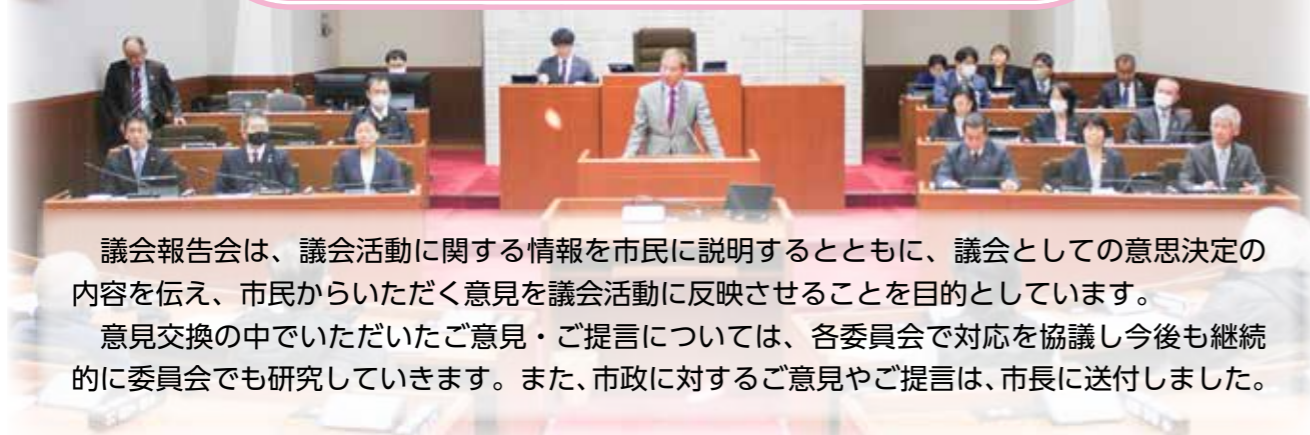 議会報告会は、議会活動に関する情報を市民に説明するとともに、議会としての意思決定の
内容を伝え、市民からいただく意見を議会活動に反映させることを目的としています。
意見交換の中でいただいたご意見・ご提言については、各委員会で対応を協議し今後も継続
的に委員会でも研究していきます。また、市政に対するご意見やご提言は、市長に送付しました。